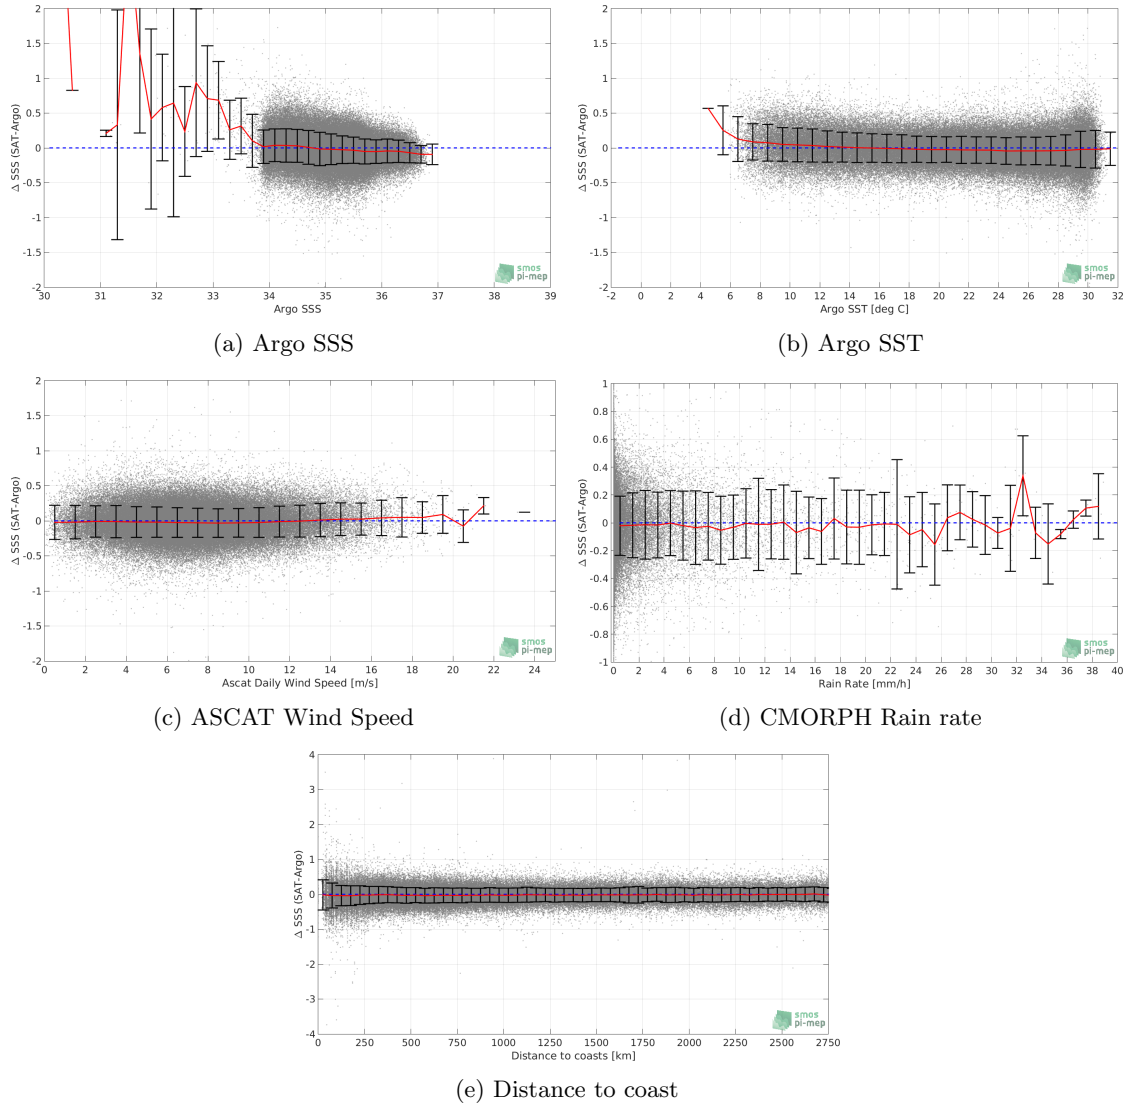 2
1.5
1
0.5
0
-0.5
-1
-1.5
-2
Δ SSS (SAT-Argo)
30 31 32 33 34 35 36 37 38 39
Argo SSS
smos
pi-mep
(a) Argo SSS
2
1.5
1
0.5
0
-0.5
-1
-1.5
-2
Δ SSS (SAT-Argo)
-2 0 2 4 6 8 10 12 14 16 18 20 22 24 26 28 30 32
Argo SST [deg C]
smos
pi-mep
(b) Argo SST
2
1.5
1
0.5
0
-0.5
-1
-1.5
-2
Δ SSS (SAT-Argo)
0 2 4 6 8 10 12 14 16 18 20 22 24
Ascat Daily Wind Speed [m/s]
smos
pi-mep
(c) ASCAT Wind Speed
1
0.8
0.6
0.4
0.2
0
-0.2
-0.4
-0.6
-0.8
-1
Δ SSS (SAT-Argo)
0 2 4 6 8 10 12 14 16 18 20 22 24 26 28 30 32 34 36 38 40
Rain Rate [mm/h]
smos
pi-mep
(d) CMORPH Rain rate
4
3
2
1
0
-1
-2
-3
-4
Δ SSS (SAT-Argo)
0 250 500 750 1000 1250 1500 1750 2000 2250 2500 2750
Distance to coasts [km]
smos
pi-mep
(e) Distance to coast